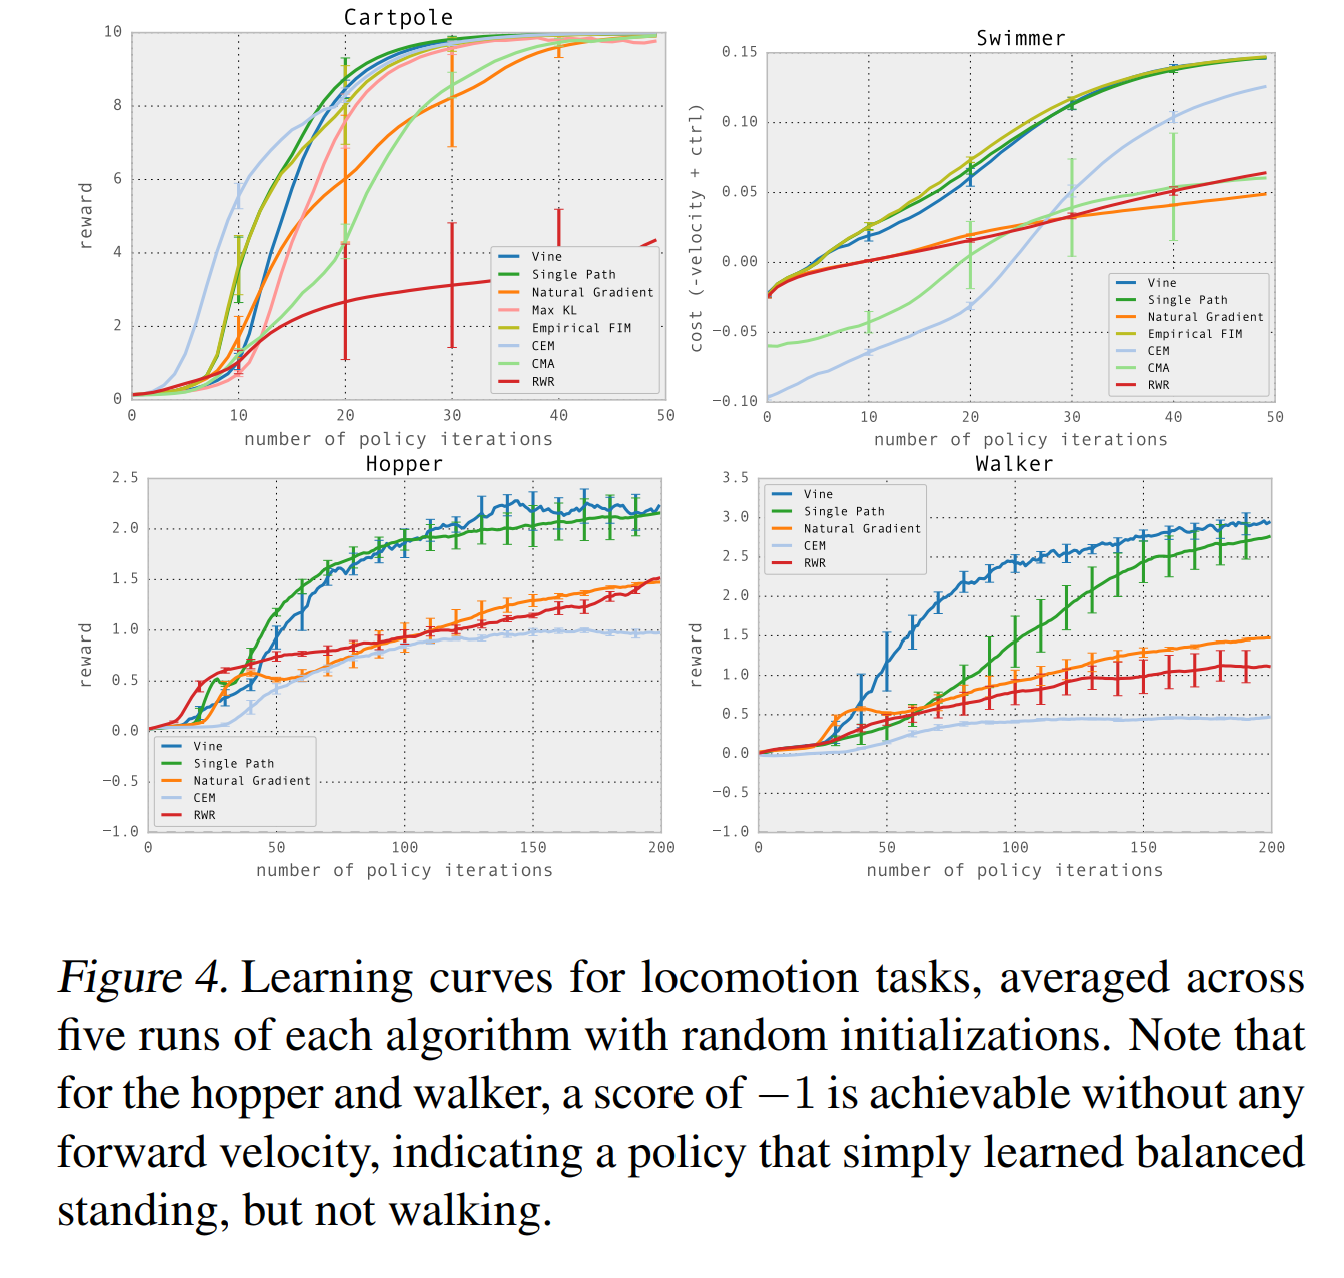 Cartpole
10
8
6
4
2
0
reward
0 10 20 30 40 50
number of policy iterations
Vine
Single Path
Natural Gradient
Max KL
Empirical FIM
CEM
CMA
RWR
Swimmer
0.15
0.10
0.05
0.00
−0.05
−0.10
cost (-velocity + ctrl)
0 10 20 30 40 50
number of policy iterations
Vine
Single Path
Natural Gradient
Empirical FIM
CEM
CMA
RWR
Hopper
2.5
2.0
1.5
1.0
0.5
0.0
−0.5
−1.0
reward
0 50 100 150 200
number of policy iterations
Vine
Single Path
Natural Gradient
CEM
RWR
Walker
3.5
3.0
2.5
2.0
1.5
1.0
0.5
0.0
−0.5
−1.0
reward
0 50 100 150 200
number of policy iterations
Vine
Single Path
Natural Gradient
CEM
RWR
Figure 4. Learning curves for locomotion tasks, averaged across
five runs of each algorithm with random initializations. Note that
for the hopper and walker, a score of −1 is achievable without any
forward velocity, indicating a policy that simply learned balanced
standing, but not walking.